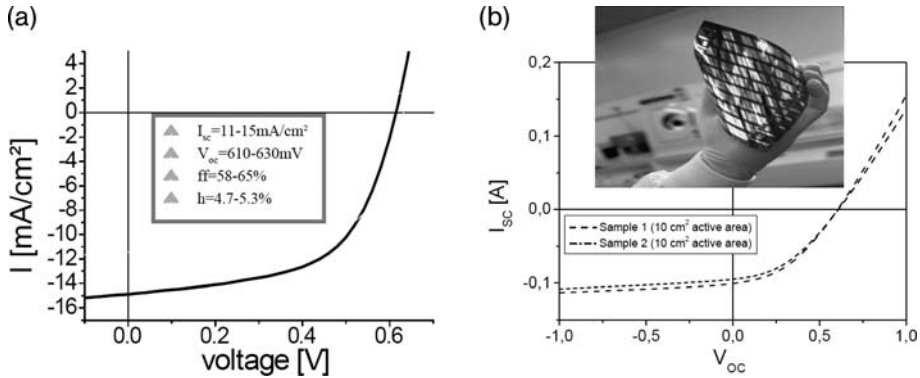 (a)
4
2
0
-2
-4
-6
-8
-10
-12
-14
-16
I [mA/cm²]
Isc=11-15mA/cm²
Voc=610-630mV
ff=58-65%
h=4.7-5.3%
0.0 0.2 0.4 0.6
voltage [V]
(b)
0,2
0,1
0,0
-0,1
ISC [A]
Sample 1 (10 cm² active area)
Sample 2 (10 cm² active area)
-1,0 -0,5 0,0 0,5 1,0
VOC